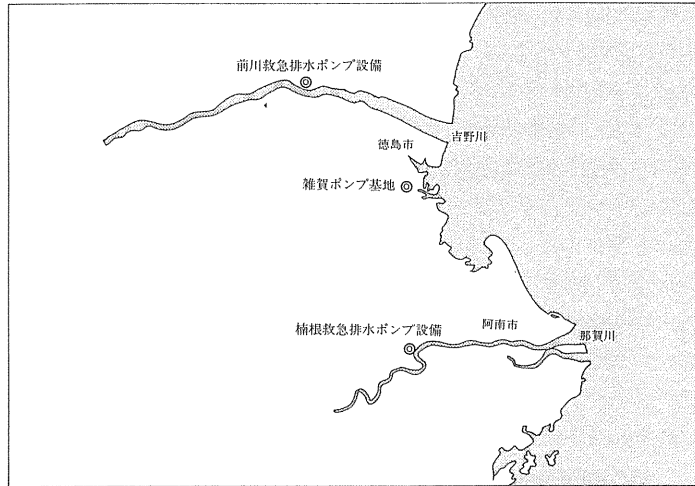 前川救急排水ポンプ設備
吉野川
徳島市
雑賀ポンプ基地
楠根救急排水ポンプ設備
阿南市
那賀川